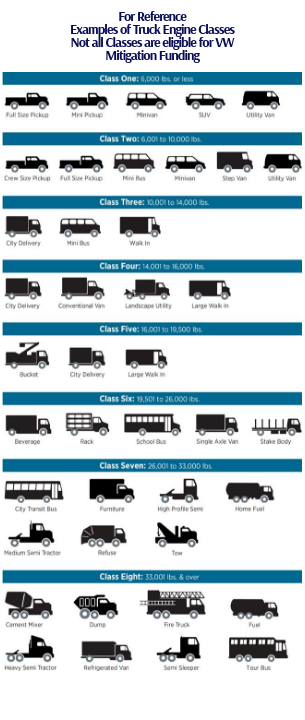 For Reference
Examples of Truck Engine Classes
Not all Classes are eligible for VW
Mitigation Funding
Class One: 6,000 lbs. or less
Full Size Pickup Mini Pickup Minivan SUV Utility Van
Class Two: 6,001 to 10,000 lbs.
Crew Size Pickup Full Size Pickup Mini Bus Minivan Step Van Utility Van
Class Three: 10,001 to 14,000 lbs.
City Delivery Mini Bus Walk In
Class Four: 14,001 to 16,000 lbs.
City Delivery Conventional Van Landscape Utility Large Walk In
Class Five: 16,001 to 19,500 lbs.
Bucket City Delivery Large Walk In
Class Six: 19,501 to 26,000 lbs.
Beverage Rack School Bus Single Axle Van Stake Body
Class Seven: 26,001 to 33,000 lbs.
City Transit Bus Furniture High Profile Semi Home Fuel
Medium Semi Tractor Refuse Tow
Class Eight: 33,001 lbs. & over
Cement Mixer Dump Fire Truck Fuel
Heavy Semi Tractor Refrigerated Van Semi Sleeper Tour Bus